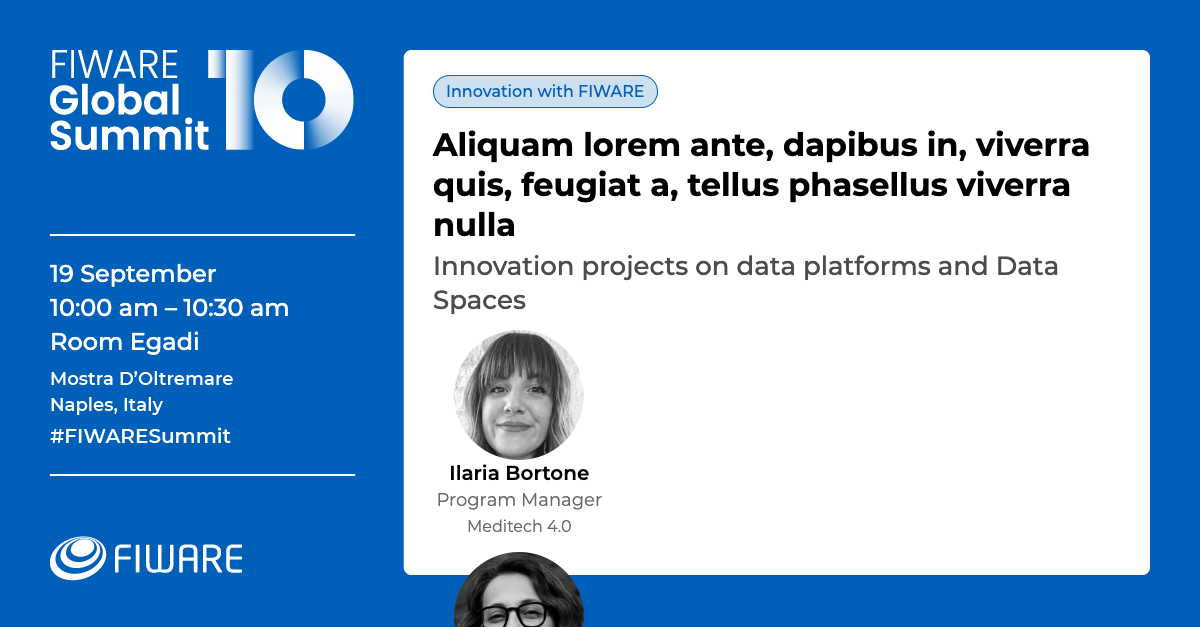 FIWARE
Global
Summit
10
19 September
10:00 am – 10:30 am
Room Egadi
Mostra D’Oltremare
Naples, Italy
#FIWARESummit
FIWARE
Innovation with FIWARE
Aliquam lorem ante, dapibus in, viverra
quis, feugiat a, tellus phasellus viverra
nulla
Innovation projects on data platforms and Data
Spaces
Ilaria Bortone
Program Manager
Meditech 4.0